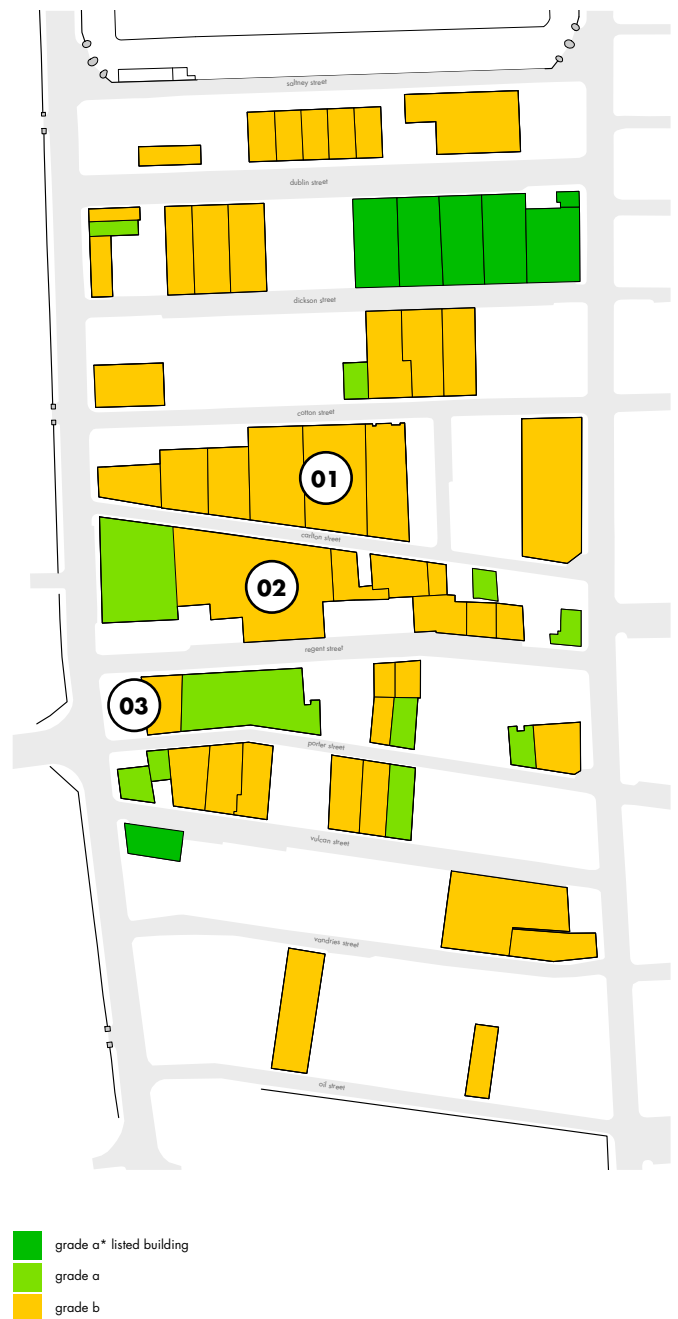 saltney street
dublin street
dickson street
cotton street
01
carlton street
02
regent street
03
porter street
vulcan street
vandries street
oil street
grade a* listed building
grade a
grade b